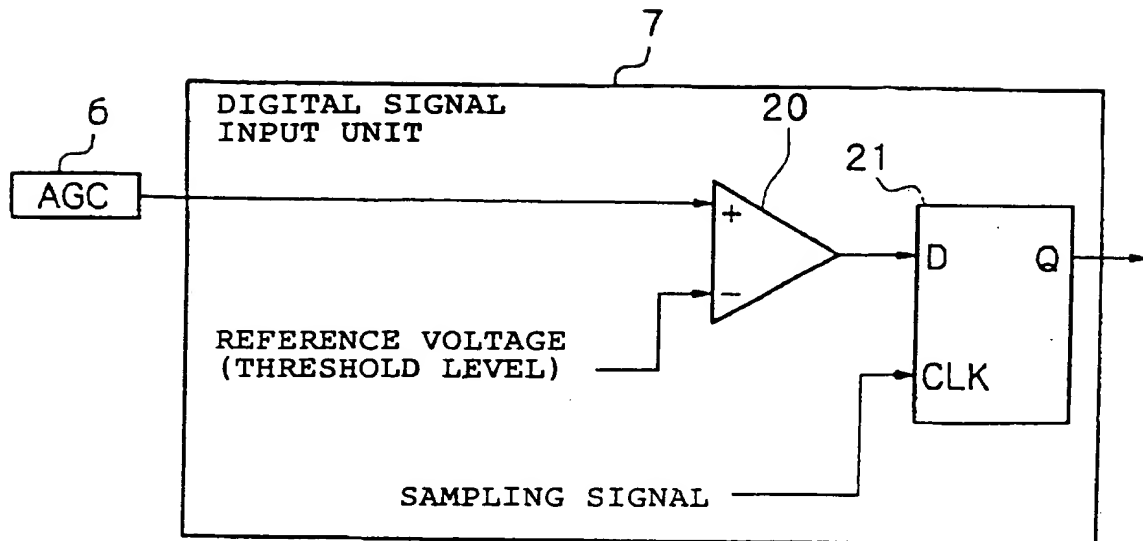 7
DIGITAL SIGNAL
INPUT UNIT
6
AGC
20
21
+
−
D
Q
REFERENCE VOLTAGE
(THRESHOLD LEVEL)
CLK
SAMPLING SIGNAL